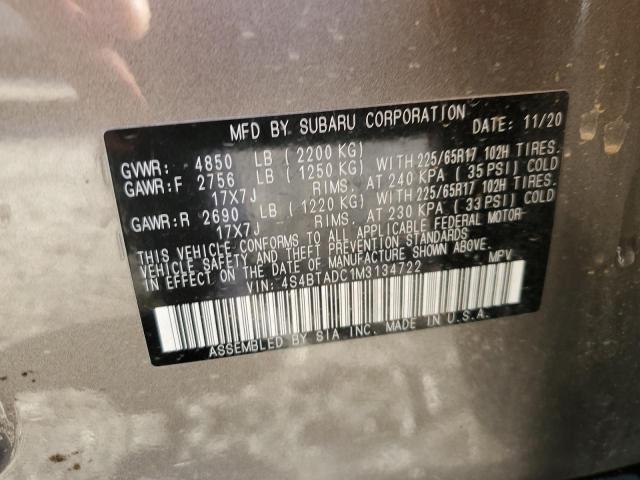 MFD BY SUBARU CORPORATION DATE: 11/20
GVWR: 4850 LB (2200 KG)
GAWR:F 2756 LB (1250 KG) WITH 225/65R17 102H TIRES.
17X7J RIMS. AT 240 KPA (35 PSI) COLD
GAWR:R 2690 LB (1220 KG) WITH 225/65R17 102H TIRES.
17X7J RIMS. AT 230 KPA (33 PSI) COLD
THIS VEHICLE CONFORMS TO ALL APPLICABLE FEDERAL MOTOR
VEHICLE SAFETY AND THEFT PREVENTION STANDARDS
IN EFFECT ON THE DATE OF MANUFACTURE SHOWN ABOVE.
VIN: 4S4BTADC1M3134722 MPV
ASSEMBLED BY SIA INC. MADE IN U.S.A.